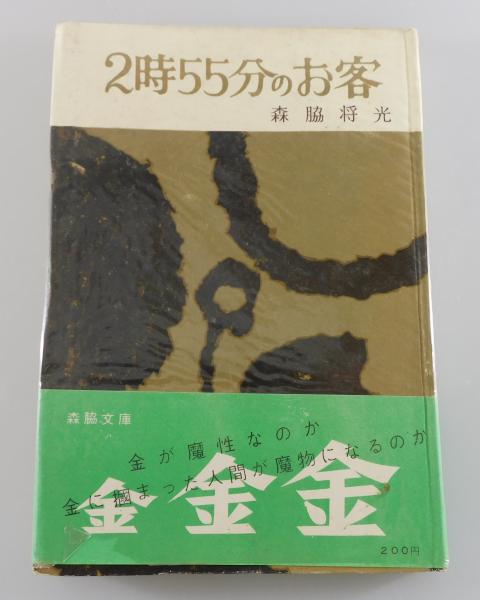 2時55分のお客
森脇将光
森脇文庫
金が魔性なのか
金に摑まった人間が魔物になるのか
金金金
200円